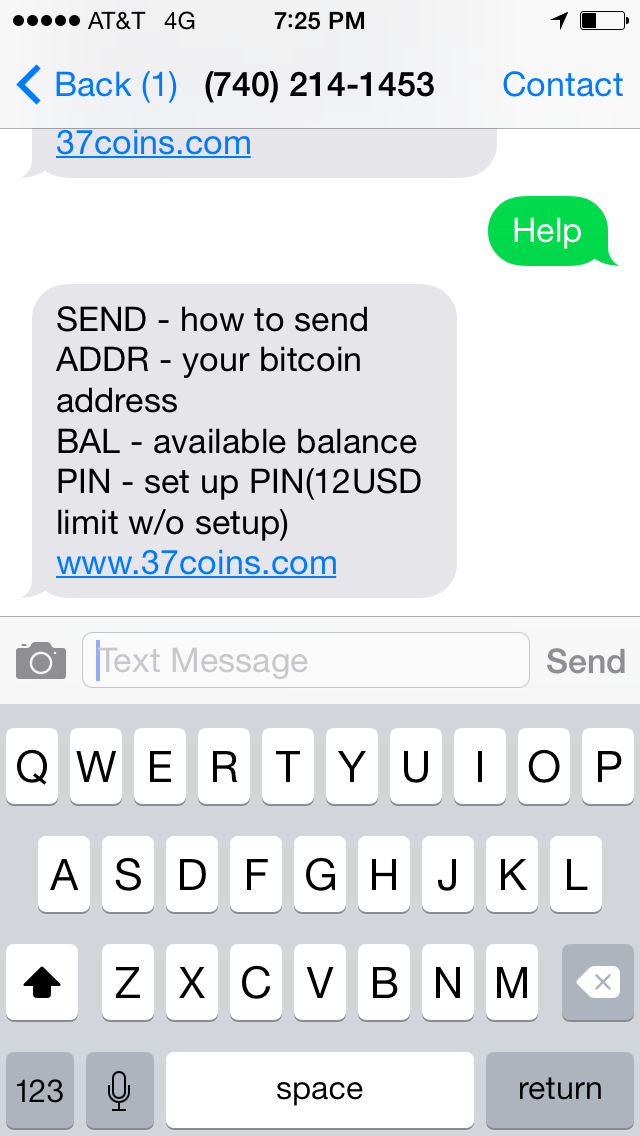 AT&T 4G 7:25 PM
Back (1) (740) 214-1453 Contact
37coins.com
Help
SEND - how to send
ADDR - your bitcoin
address
BAL - available balance
PIN - set up PIN(12USD
limit w/o setup)
www.37coins.com
Text Message Send
Q W E R T Y U I O P
A S D F G H J K L
Z X C V B N M
123 space return